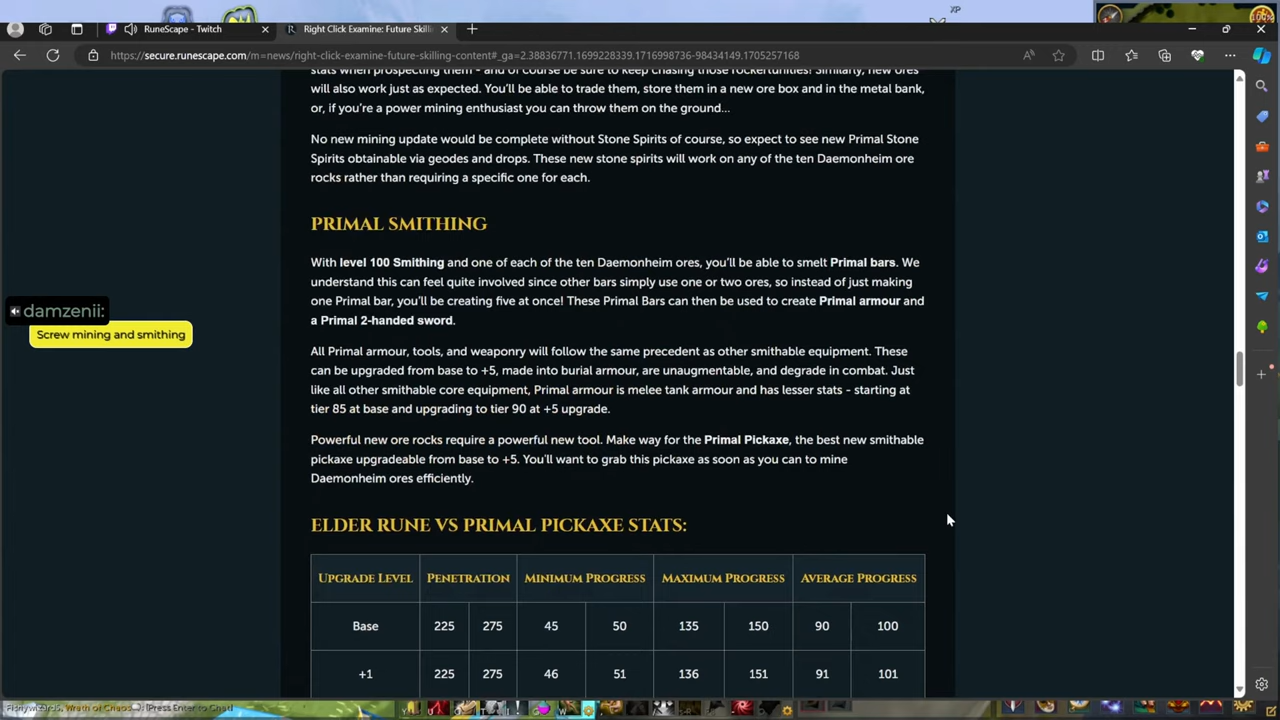 XP
100%
RuneScape - Twitch
Right Click Examine: Future Skilli
https://secure.runescape.com/m=news/right-click-examine-future-skilling-content#_ga=2.38836771.1699228339.1716998736-98434149.1705257168
stats when prospecting them - and of course be sure to keep chasing those rockertunities! Similarly, new ores
will also work just as expected. You'll be able to trade them, store them in a new ore box and in the metal bank,
or, if you're a power mining enthusiast you can throw them on the ground...
No new mining update would be complete without Stone Spirits of course, so expect to see new Primal Stone
Spirits obtainable via geodes and drops. These new stone spirits will work on any of the ten Daemonheim ore
rocks rather than requiring a specific one for each.
PRIMAL SMITHING
With level 100 Smithing and one of each of the ten Daemonheim ores, you'll be able to smelt Primal bars. We
understand this can feel quite involved since other bars simply use one or two ores, so instead of just making
one Primal bar, you'll be creating five at once! These Primal Bars can then be used to create Primal armour and
a Primal 2-handed sword.
damzenii:
Screw mining and smithing
All Primal armour, tools, and weaponry will follow the same precedent as other smithable equipment. These
can be upgraded from base to +5, made into burial armour, are unaugmentable, and degrade in combat. Just
like all other smithable core equipment, Primal armour is melee tank armour and has lesser stats - starting at
tier 85 at base and upgrading to tier 90 at +5 upgrade.
Powerful new ore rocks require a powerful new tool. Make way for the Primal Pickaxe, the best new smithable
pickaxe upgradeable from base to +5. You'll want to grab this pickaxe as soon as you can to mine
Daemonheim ores efficiently.
ELDER RUNE VS PRIMAL PICKAXE STATS:
UPGRADE LEVEL PENETRATION MINIMUM PROGRESS MAXIMUM PROGRESS AVERAGE PROGRESS
Base 225 275 45 50 135 150 90 100
+1 225 275 46 51 136 151 91 101
Wrath of Chaos [Press Enter to Chat]